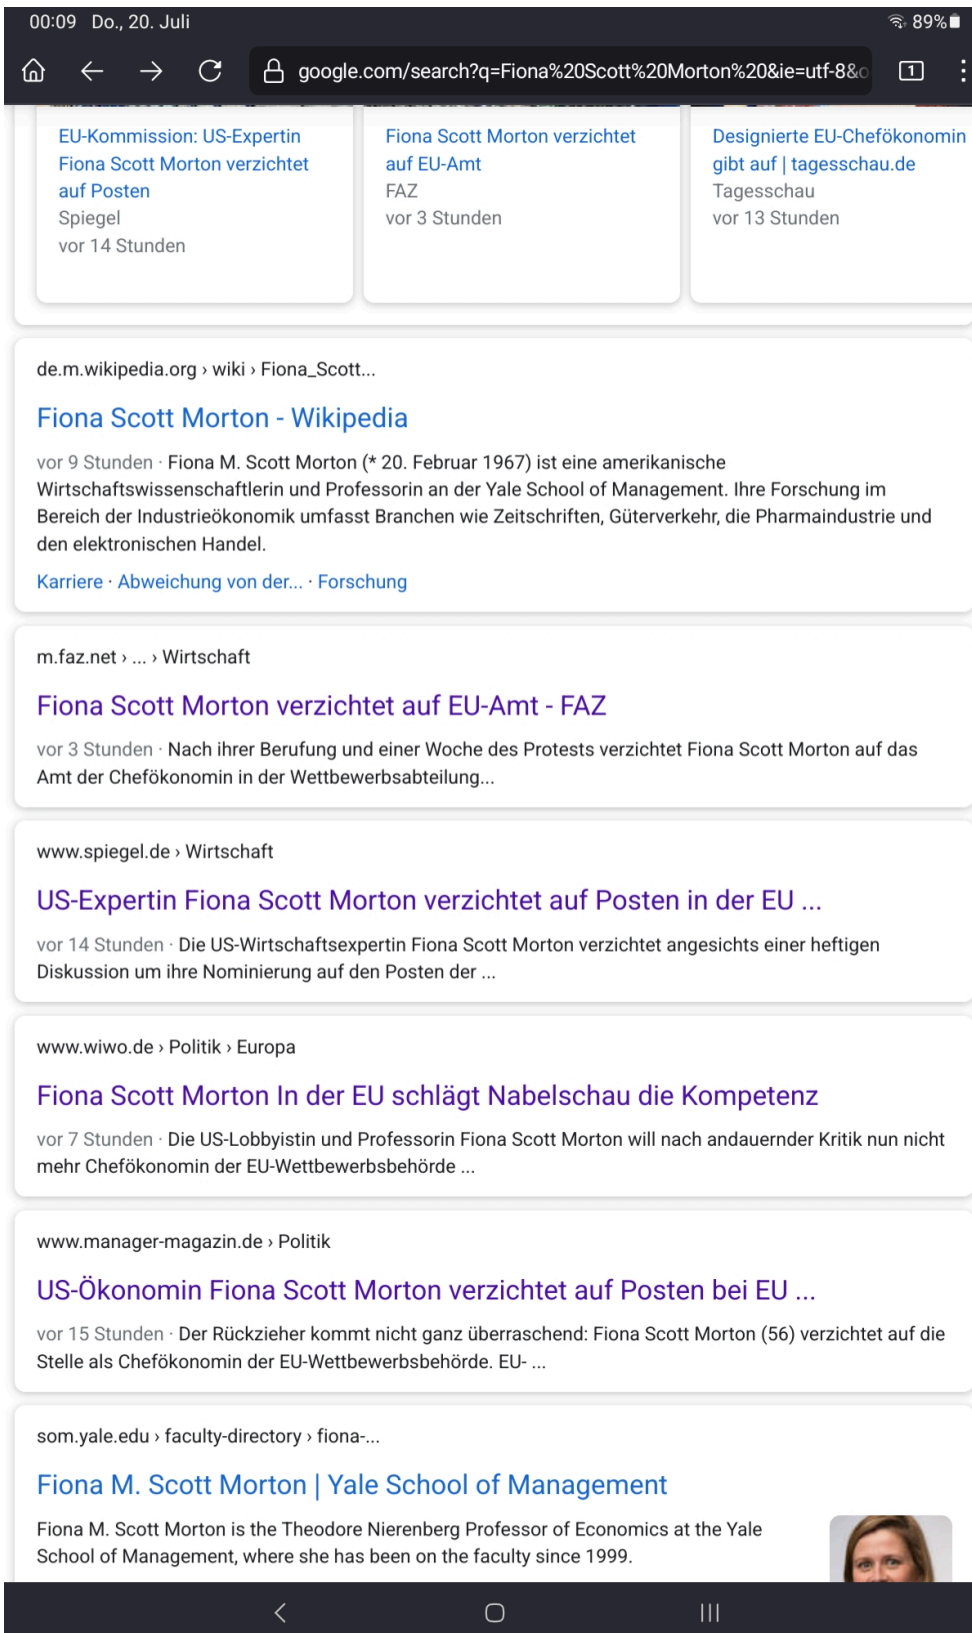 00:09 Do., 20. Juli 89%
google.com/search?q=Fiona%20Scott%20Morton%20&ie=utf-8&o 1
EU-Kommission: US-Expertin
Fiona Scott Morton verzichtet
auf Posten
Spiegel
vor 14 Stunden
Fiona Scott Morton verzichtet
auf EU-Amt
FAZ
vor 3 Stunden
Designierte EU-Chefökonomin
gibt auf | tagesschau.de
Tagesschau
vor 13 Stunden
de.m.wikipedia.org › wiki › Fiona_Scott...
Fiona Scott Morton - Wikipedia
vor 9 Stunden · Fiona M. Scott Morton (* 20. Februar 1967) ist eine amerikanische
Wirtschaftswissenschaftlerin und Professorin an der Yale School of Management. Ihre Forschung im
Bereich der Industrieökonomik umfasst Branchen wie Zeitschriften, Güterverkehr, die Pharmaindustrie und
den elektronischen Handel.
Karriere · Abweichung von der... · Forschung
m.faz.net › ... › Wirtschaft
Fiona Scott Morton verzichtet auf EU-Amt - FAZ
vor 3 Stunden · Nach ihrer Berufung und einer Woche des Protests verzichtet Fiona Scott Morton auf das
Amt der Chefökonomin in der Wettbewerbsabteilung...
www.spiegel.de › Wirtschaft
US-Expertin Fiona Scott Morton verzichtet auf Posten in der EU ...
vor 14 Stunden · Die US-Wirtschaftsexpertin Fiona Scott Morton verzichtet angesichts einer heftigen
Diskussion um ihre Nominierung auf den Posten der ...
www.wiwo.de › Politik › Europa
Fiona Scott Morton In der EU schlägt Nabelschau die Kompetenz
vor 7 Stunden · Die US-Lobbyistin und Professorin Fiona Scott Morton will nach andauernder Kritik nun nicht
mehr Chefökonomin der EU-Wettbewerbsbehörde ...
www.manager-magazin.de › Politik
US-Ökonomin Fiona Scott Morton verzichtet auf Posten bei EU ...
vor 15 Stunden · Der Rückzieher kommt nicht ganz überraschend: Fiona Scott Morton (56) verzichtet auf die
Stelle als Chefökonomin der EU-Wettbewerbsbehörde. EU- ...
som.yale.edu › faculty-directory › fiona-...
Fiona M. Scott Morton | Yale School of Management
Fiona M. Scott Morton is the Theodore Nierenberg Professor of Economics at the Yale
School of Management, where she has been on the faculty since 1999.